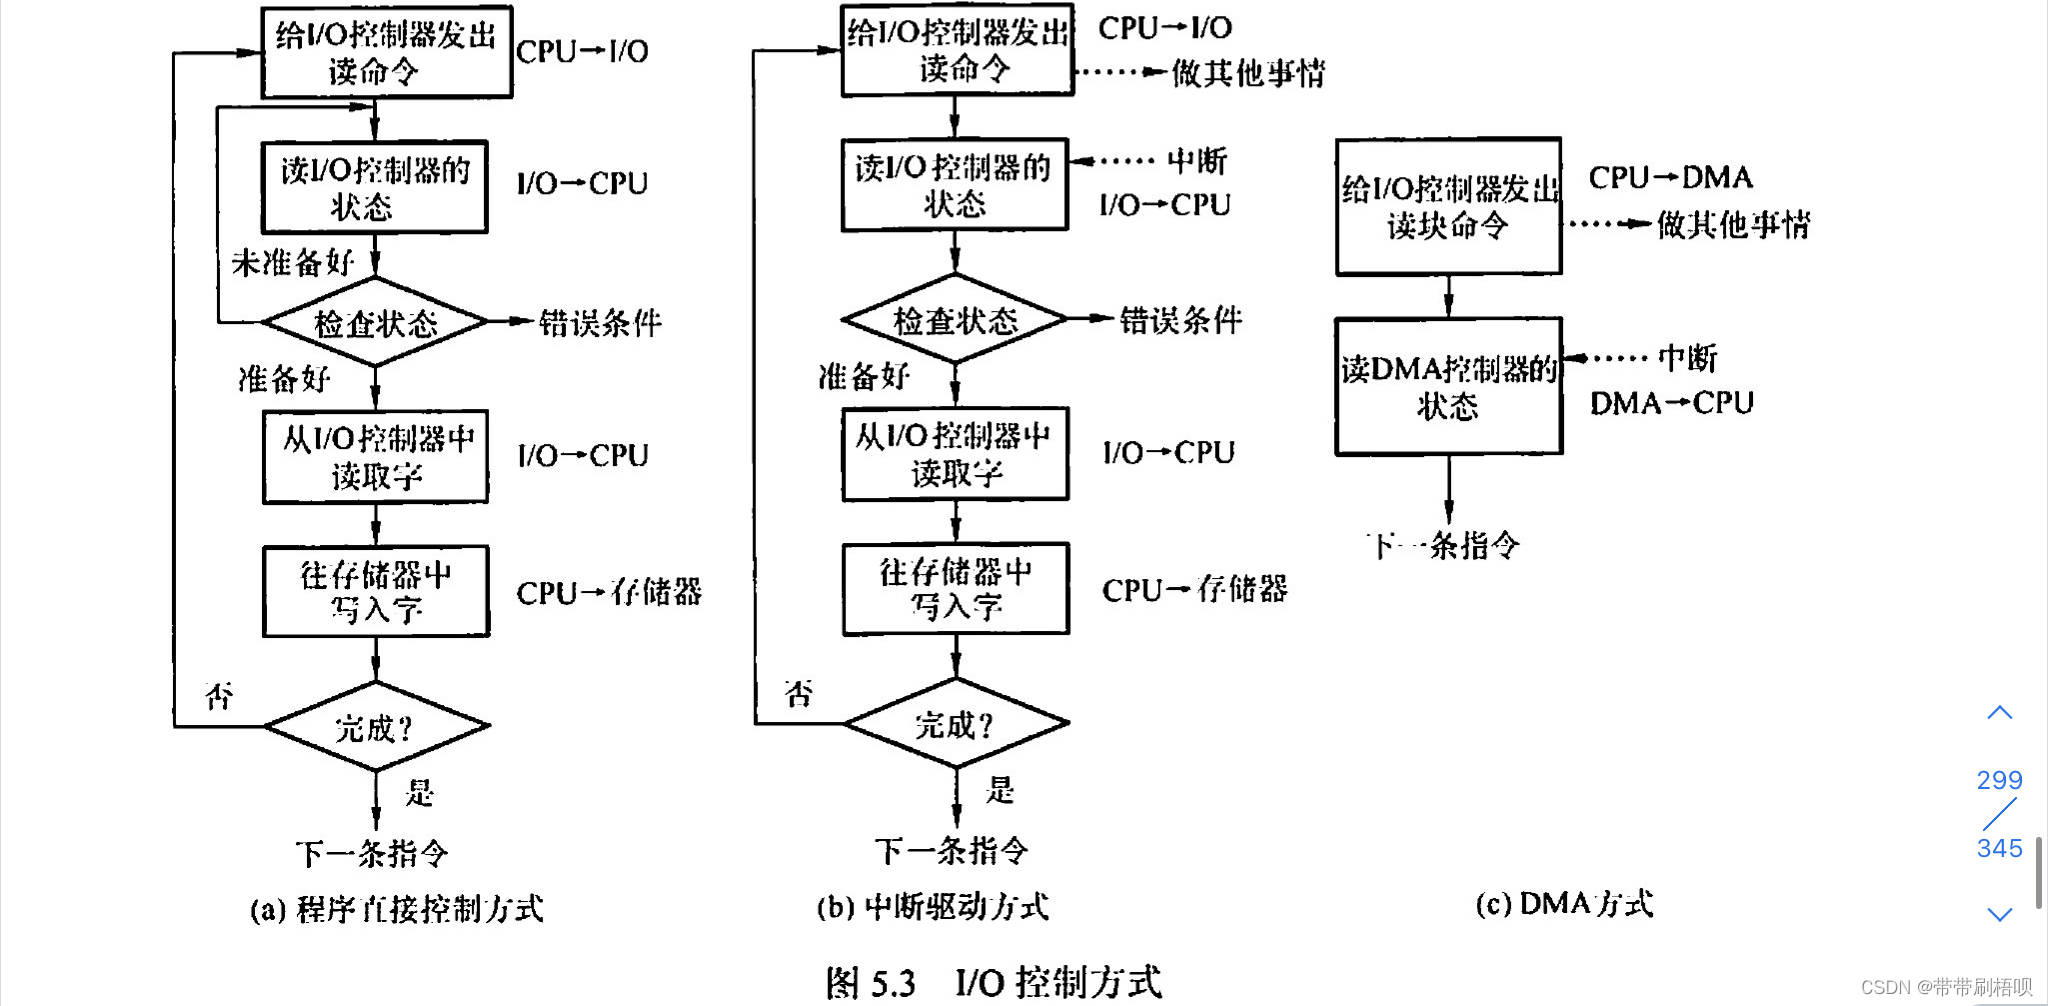 给I/O控制器发出
读命令
CPU→I/O
读I/O控制器的
状态
I/O→CPU
未准备好
检查状态
错误条件
准备好
从I/O控制器中
读取字
I/O→CPU
往存储器中
写入字
CPU→存储器
否
完成?
是
下一条指令
(a) 程序直接控制方式
给I/O控制器发出
读命令
CPU→I/O
做其他事情
读I/O控制器的
状态
中断
I/O→CPU
检查状态
错误条件
准备好
从I/O控制器中
读取字
I/O→CPU
往存储器中
写入字
CPU→存储器
否
完成?
是
下一条指令
(b) 中断驱动方式
给I/O控制器发出
读块命令
CPU→DMA
做其他事情
读DMA控制器的
状态
中断
DMA→CPU
下一条指令
(c) DMA方式
图 5.3 I/O 控制方式
299
345
CSDN @带带刷梧呗